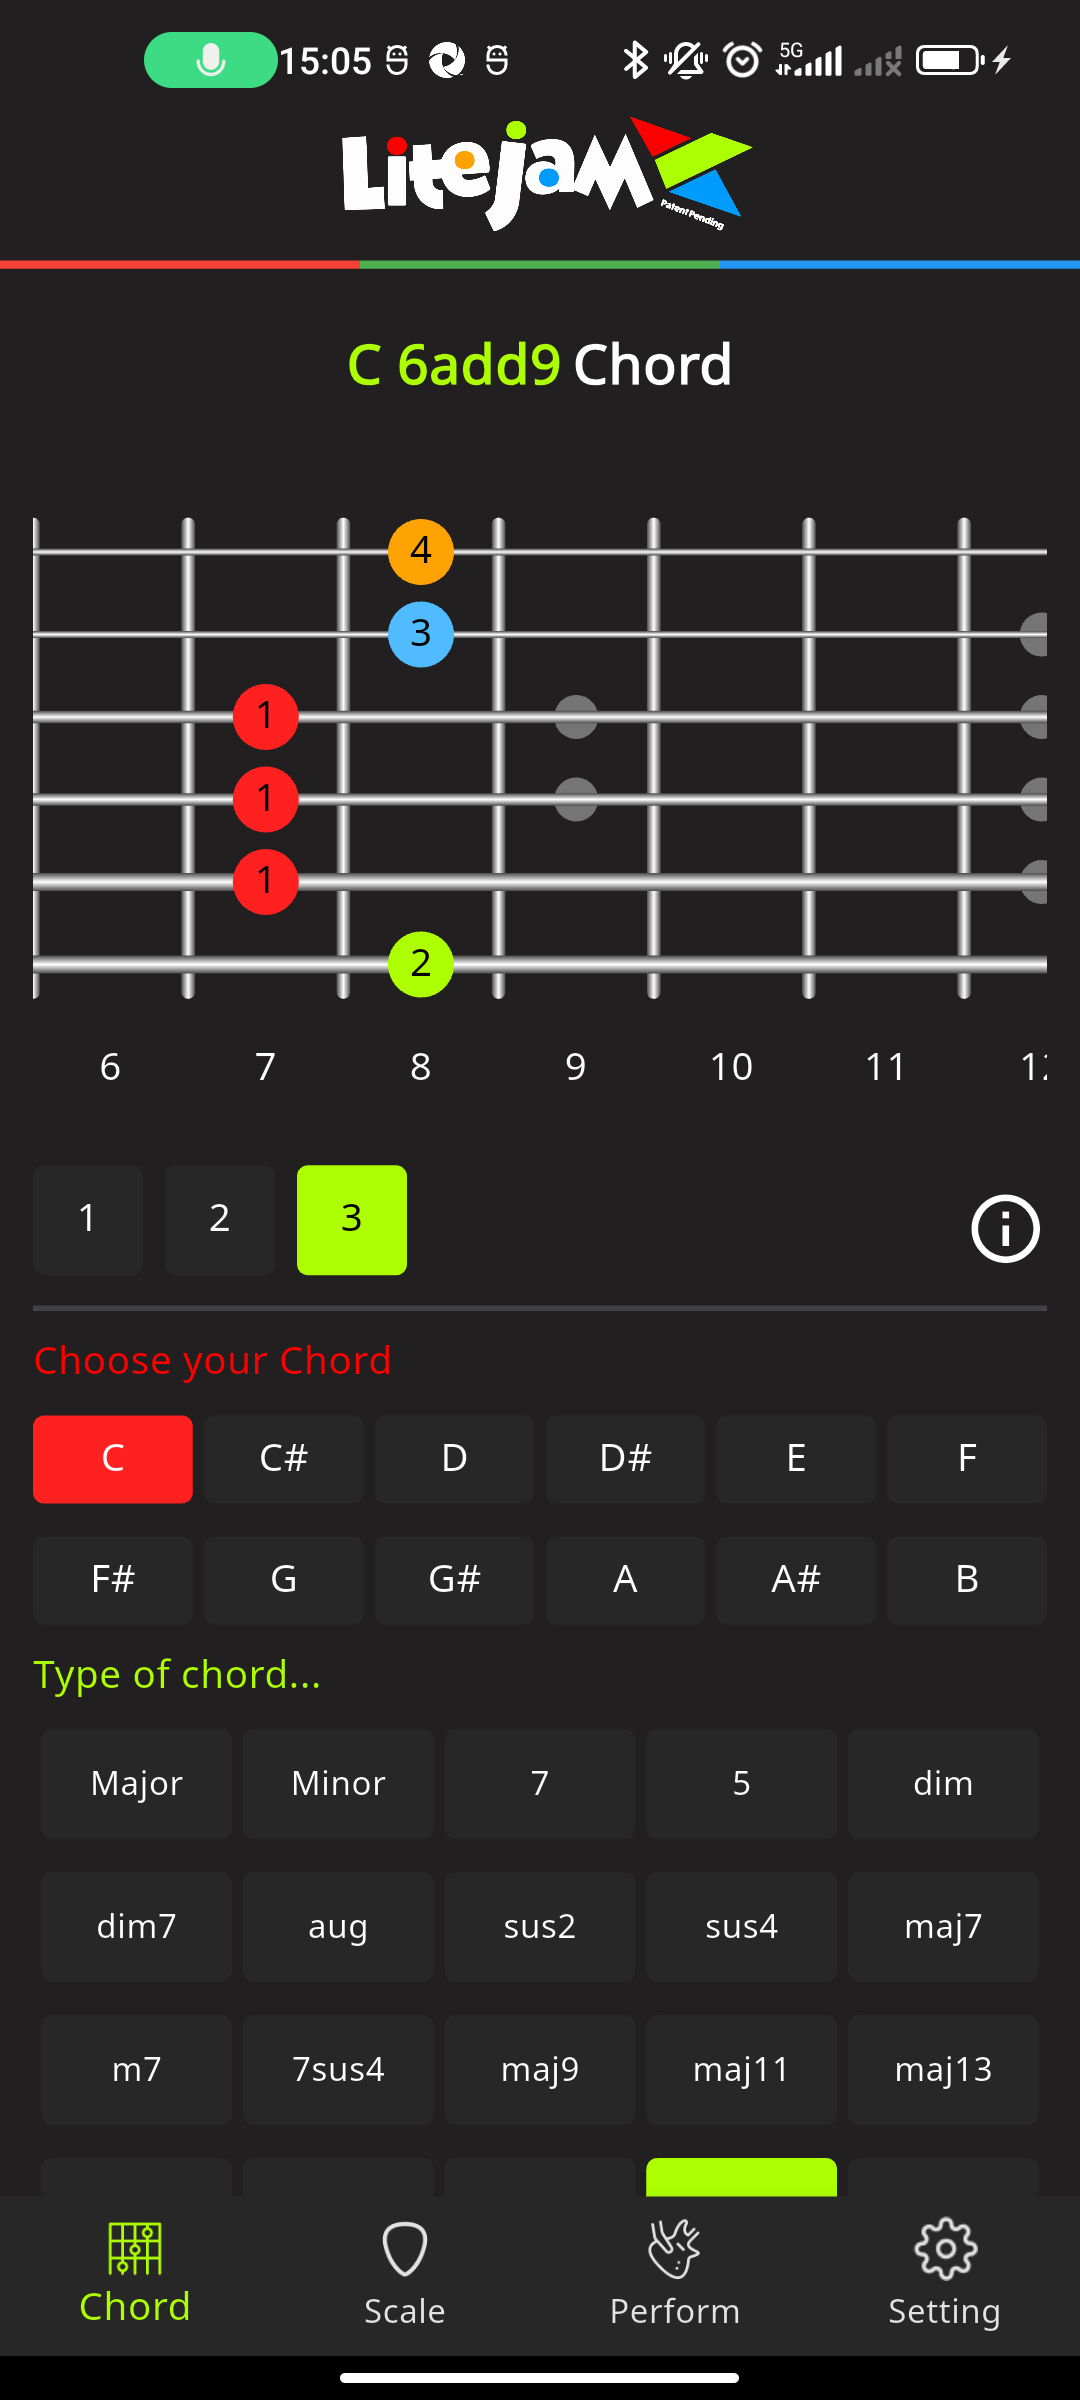 15:05 5G
Litejam
Patent Pending
C 6add9 Chord
4
3
1
1
1
2
6 7 8 9 10 11 12
1 2 3
Choose your Chord
C C# D D# E F
F# G G# A A# B
Type of chord...
Major Minor 7 5 dim
dim7 aug sus2 sus4 maj7
m7 7sus4 maj9 maj11 maj13
Chord Scale Perform Setting